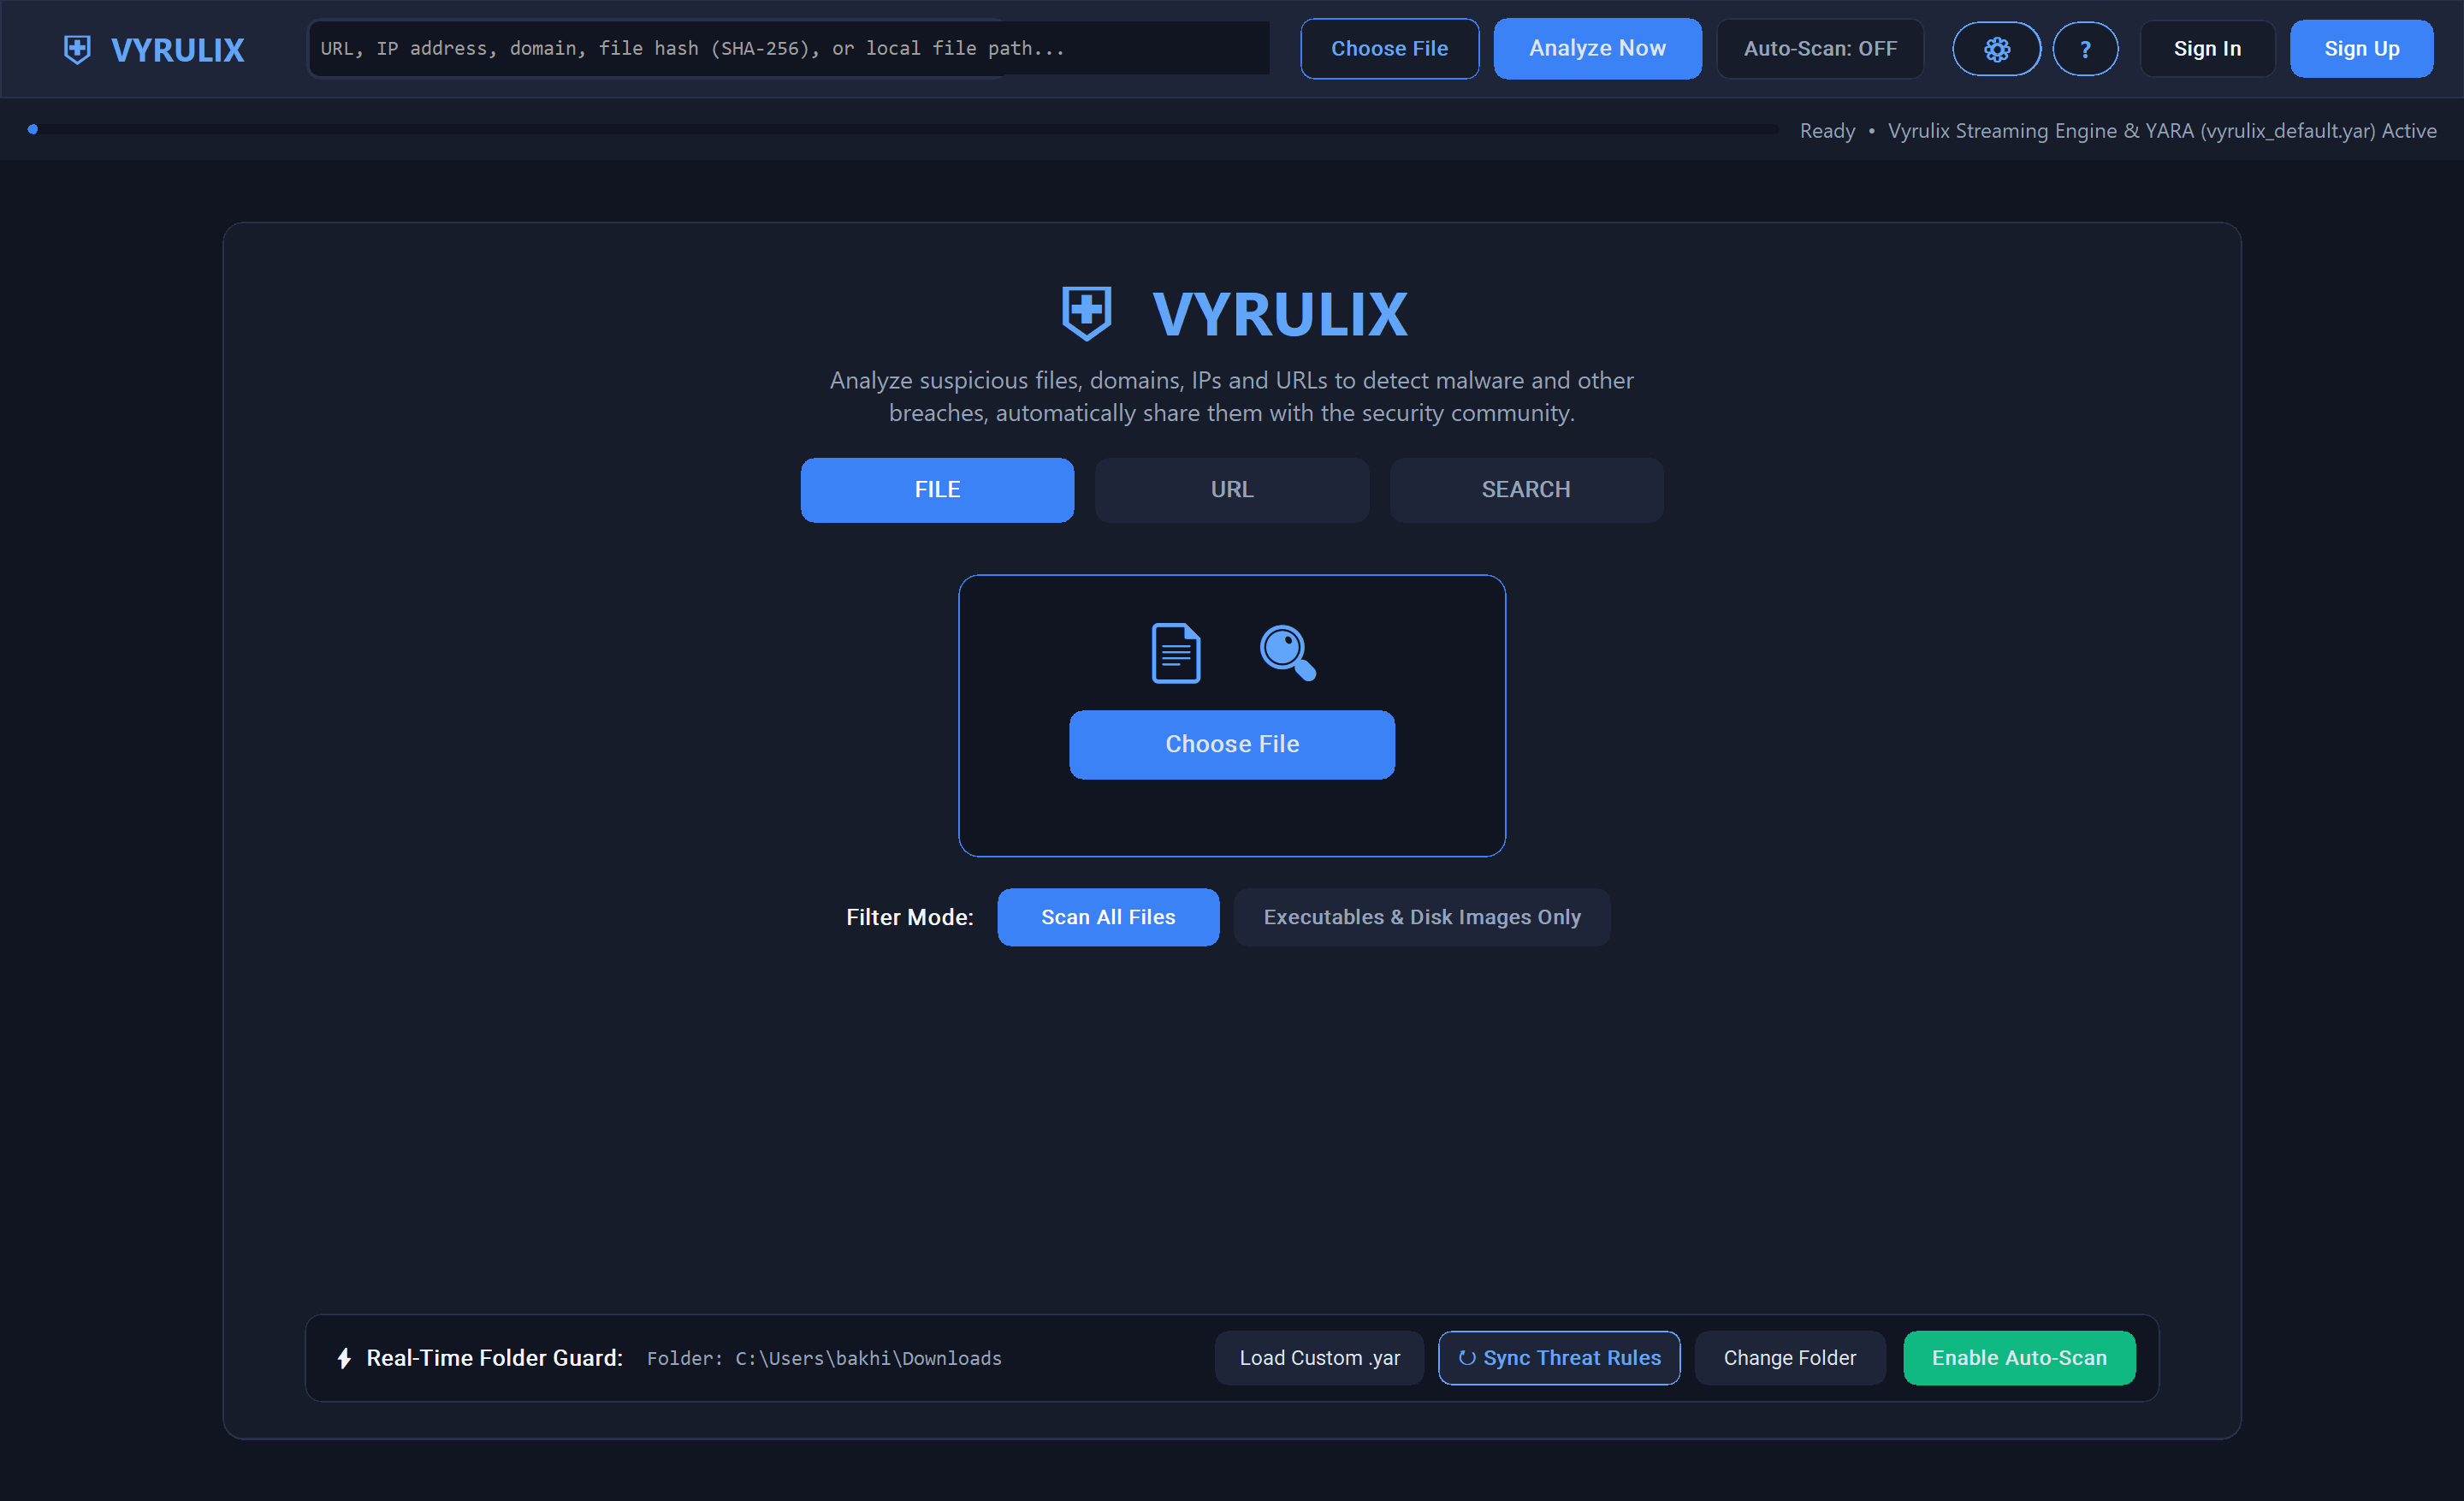 VYRULIX
URL, IP address, domain, file hash (SHA-256), or local file path...
Choose File
Analyze Now
Auto-Scan: OFF
?
Sign In
Sign Up
Ready • Vyrulix Streaming Engine & YARA (vyrulix_default.yar) Active
VYRULIX
Analyze suspicious files, domains, IPs and URLs to detect malware and other
breaches, automatically share them with the security community.
FILE
URL
SEARCH
Choose File
Filter Mode:
Scan All Files
Executables & Disk Images Only
Real-Time Folder Guard:
Folder: C:\Users\bakhi\Downloads
Load Custom .yar
↻ Sync Threat Rules
Change Folder
Enable Auto-Scan